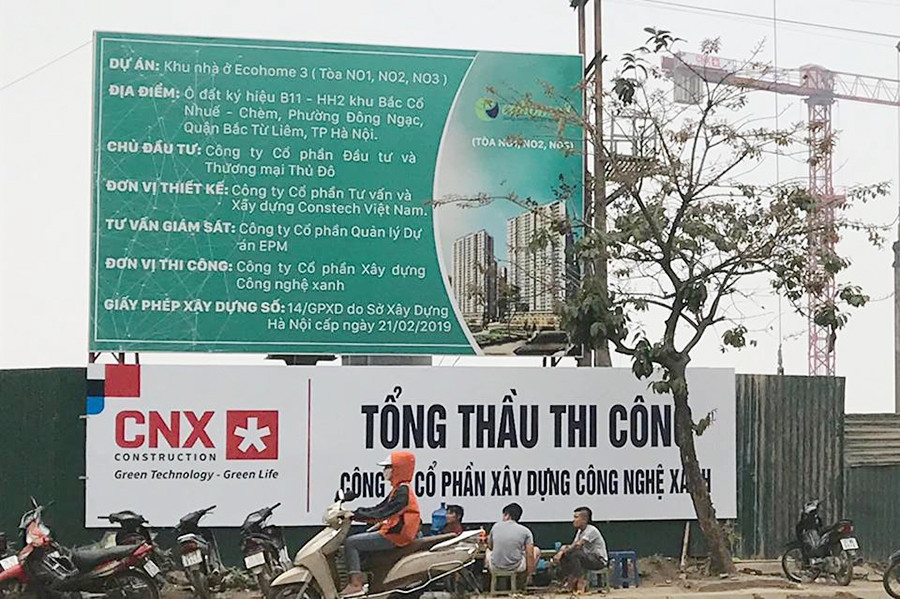 DỰ ÁN: Khu nhà ở Ecohome 3 ( Tòa NO1, NO2, NO3 )
ĐỊA ĐIỂM: Ô đất ký hiệu B11 - HH2 khu Bắc Cổ
Nhuế - Chèm, Phường Đông Ngạc,
Quận Bắc Từ Liêm, TP Hà Nội.
CHỦ ĐẦU TƯ: Công ty Cổ phần Đầu tư và
Thương mại Thủ Đô
ĐƠN VỊ THIẾT KẾ: Công ty Cổ phần Tư vấn và
Xây dựng Constech Việt Nam.
TƯ VẤN GIÁM SÁT: Công ty Cổ phần Quản lý Dự
án EPM
ĐƠN VỊ THI CÔNG: Công ty Cổ phần Xây dựng
Công nghệ xanh
GIẤY PHÉP XÂY DỰNG SỐ: 14/GPXD do Sở Xây Dựng
Hà Nội cấp ngày 21/02/2019
(TÒA NO1, NO2, NO3)
CNX
CNX
CONSTRUCTION
Green Technology - Green Life
TỔNG THẦU THI CÔNG
CÔNG CỔ PHẦN XÂY DỰNG CÔNG NGHỆ XANH